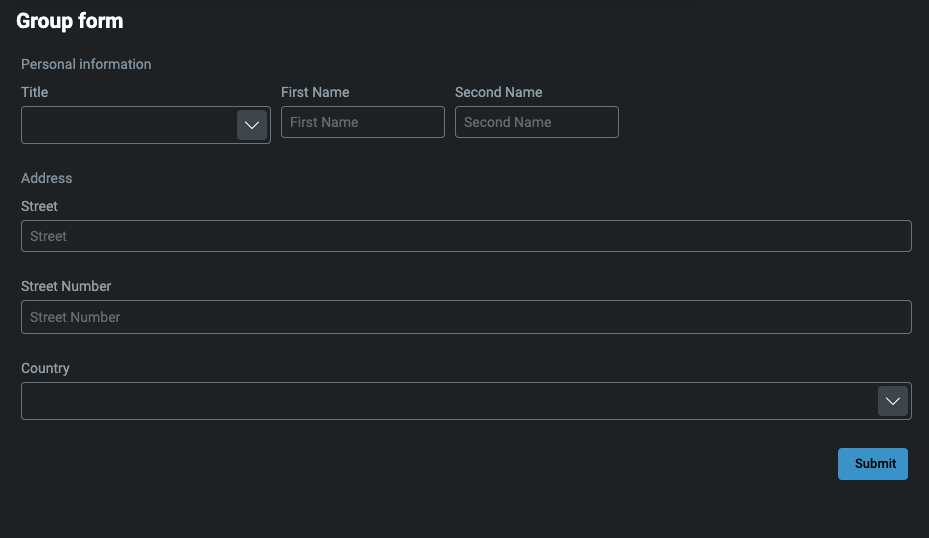 Group form
Personal information
Title First Name Second Name
First Name Second Name
Address
Street
Street
Street Number
Street Number
Country
Submit